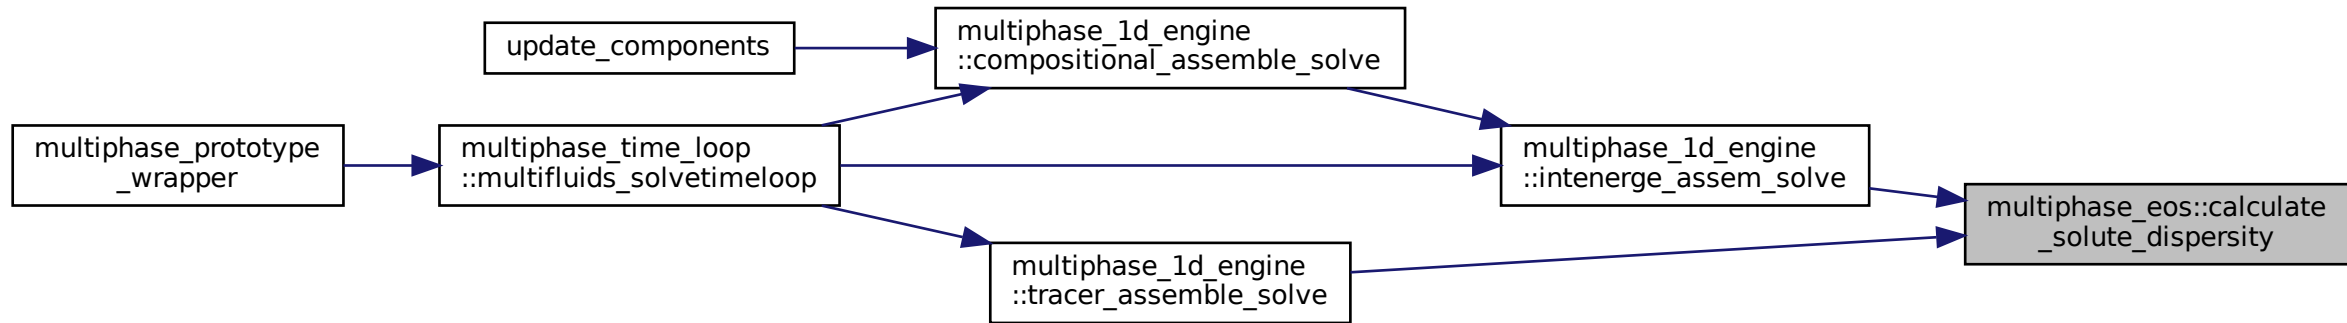 multiphase_1d_engine
::compositional_assemble_solve
update_components
multiphase_prototype
_wrapper
multiphase_time_loop
::multifluids_solvetimeloop
multiphase_1d_engine
::intenerge_assem_solve
multiphase_eos::calculate
_solute_dispersity
multiphase_1d_engine
::tracer_assemble_solve